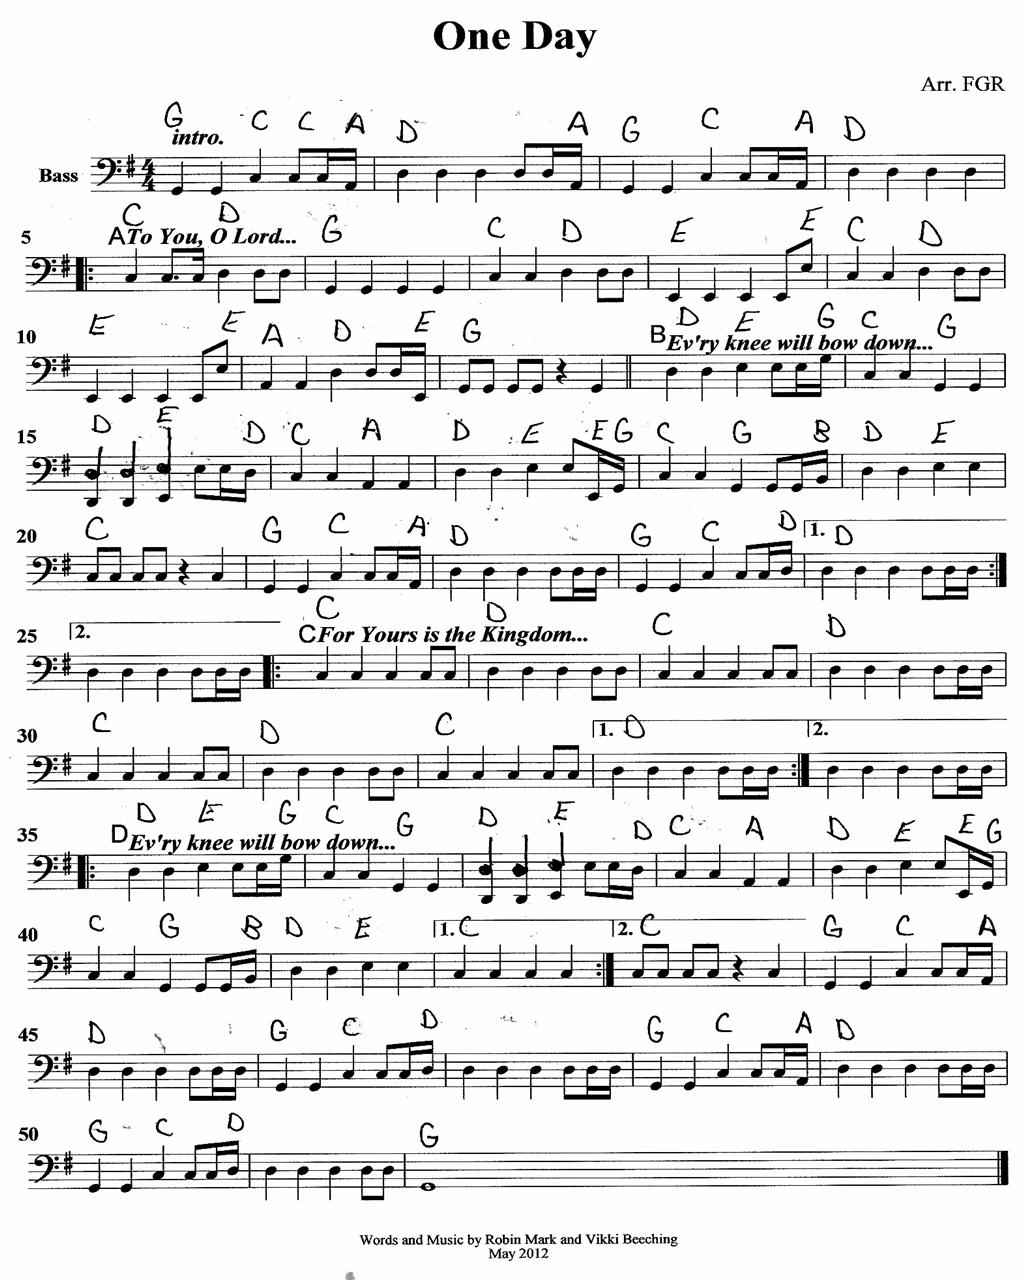 One Day
Arr. FGR
G C C A D A G C A D
intro.
Bass
C D G C D E E C D
5 A To You, O Lord...
E E A D E G D E G C G
10 B Ev'ry knee will bow down...
D E D C A D E E G C G B D E
15
C G C A D G C D 1. D
20
C D C D
25 2. C For Yours is the Kingdom...
C D C 1. D 2.
30
D E G C G D E D C A D E E G
35 D Ev'ry knee will bow down...
C G B D E 1. C 2. C G C A
40
D G C D G C A D
45
G C D G
50
Words and Music by Robin Mark and Vikki Beeching
May 2012